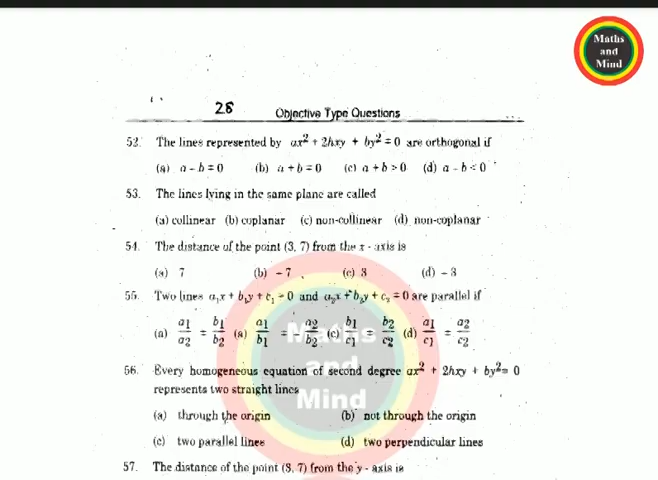 Maths
and
Mind
28
Objective Type Questions
52. The lines represented by ax² + 2hxy + by² = 0 are orthogonal if
(a) a - b = 0 (b) a + b = 0 (c) a + b > 0 (d) a - b < 0
53. The lines lying in the same plane are called
(a) collinear (b) coplanar (c) non-collinear (d) non-coplanar
54. The distance of the point (3, 7) from the x - axis is
(a) 7 (b) - 7 (c) 3 (d) - 3
55. Two lines a₁x + b₁y + c₁ = 0 and a₂x + b₂y + c₂ = 0 are parallel if
(a) a₁/a₂ = b₁/b₂ (a) a₁/b₁ = - a₂/b₂ (c) b₁/c₁ = b₂/c₂ (d) a₁/c₁ = a₂/c₂
56. Every homogeneous equation of second degree ax² + 2hxy + by² = 0
represents two straight lines
(a) through the origin (b) not through the origin
(c) two parallel lines (d) two perpendicular lines
57. The distance of the point (3, 7) from the y - axis is
Maths
and
Mind